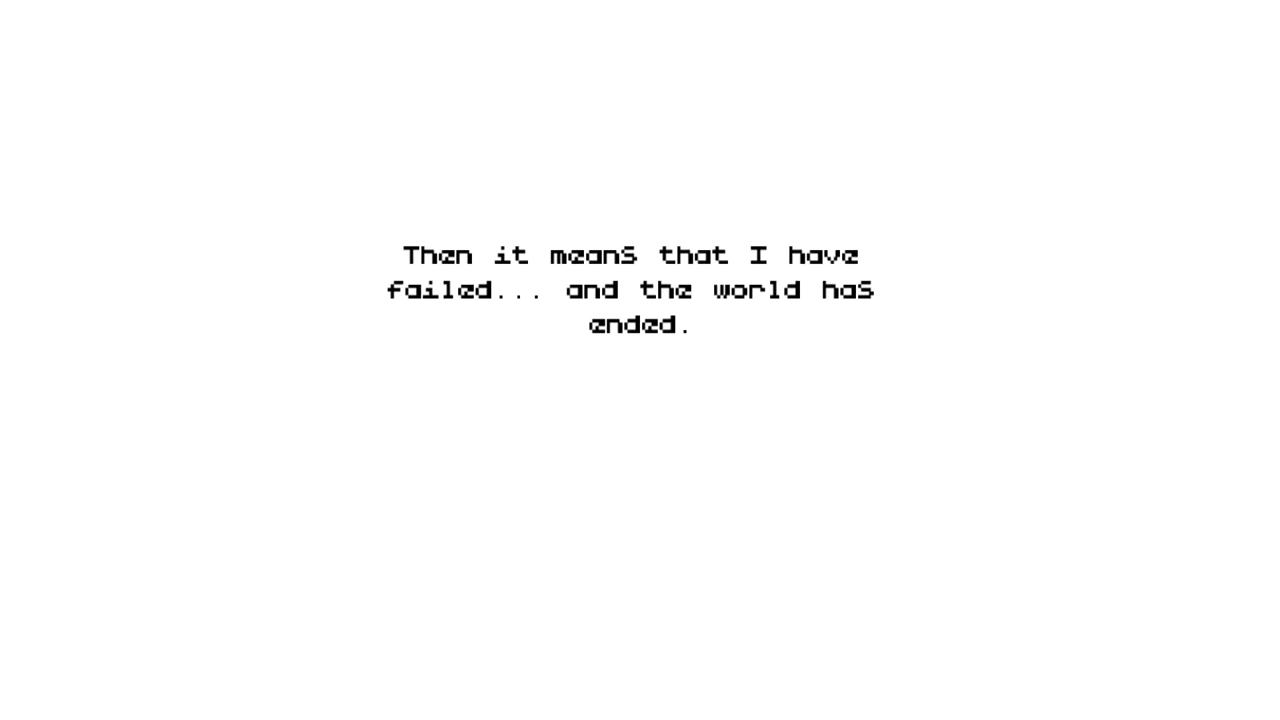 Then it means that I have
failed... and the world has
ended.